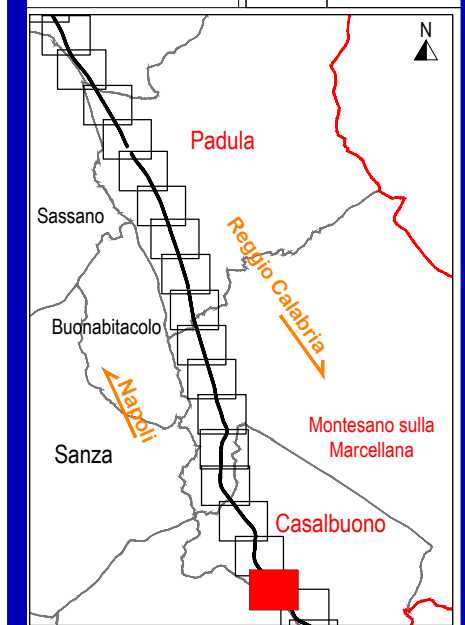 N
Padula
Sassano
Reggio Calabria
Buonabitacolo
Napoli
Montesano sulla
Marcellana
Sanza
Casalbuono